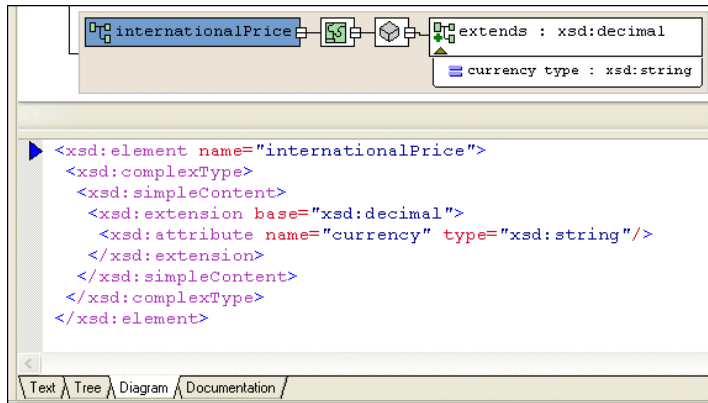 internationalPrice extends : xsd:decimal
currency type : xsd:string
<xsd:element name="internationalPrice">
<xsd:complexType>
<xsd:simpleContent>
<xsd:extension base="xsd:decimal">
<xsd:attribute name="currency" type="xsd:string"/>
</xsd:extension>
</xsd:simpleContent>
</xsd:complexType>
</xsd:element>
Text Tree Diagram Documentation